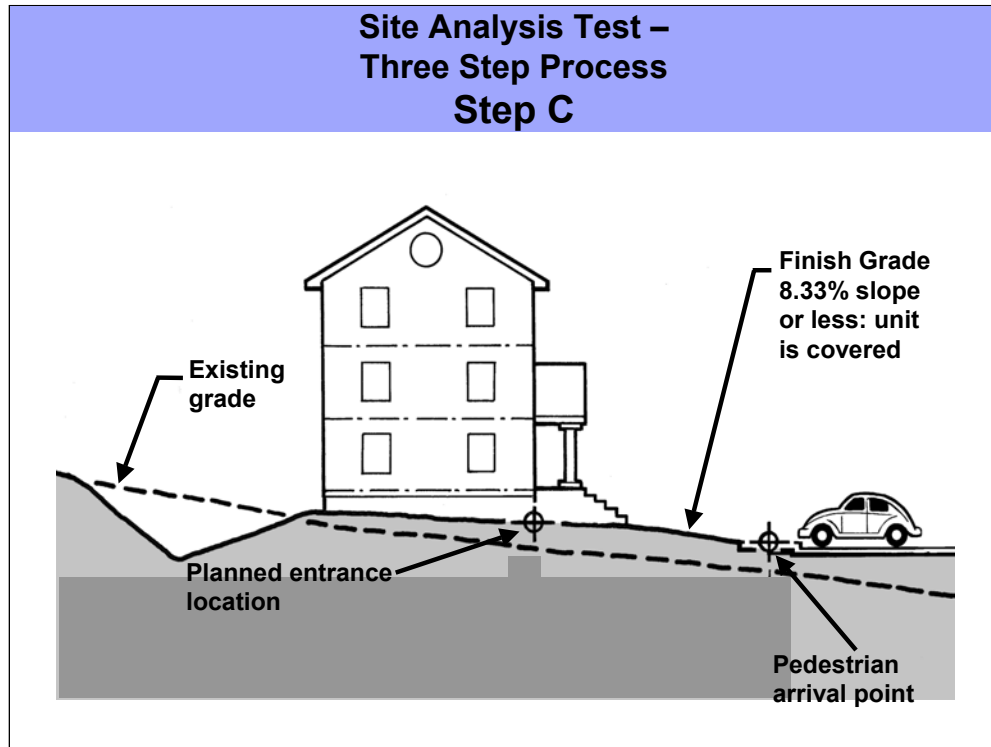 Site Analysis Test –
Three Step Process
Step C
Finish Grade
8.33% slope
or less: unit
is covered
Existing
grade
Planned entrance
location
Pedestrian
arrival point